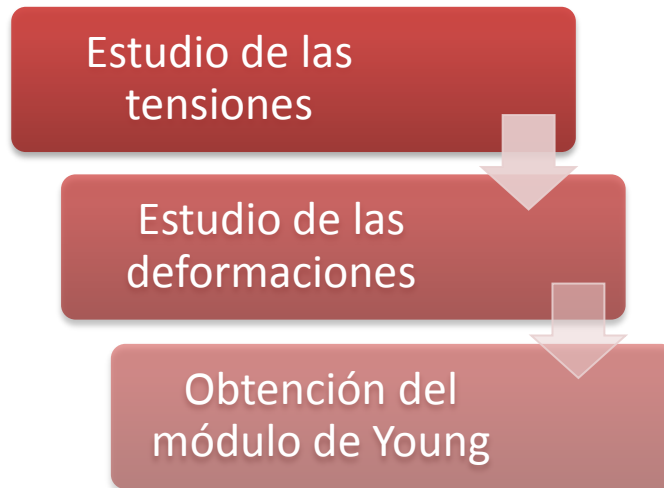 Estudio de las
tensiones
Estudio de las
deformaciones
Obtención del
módulo de Young